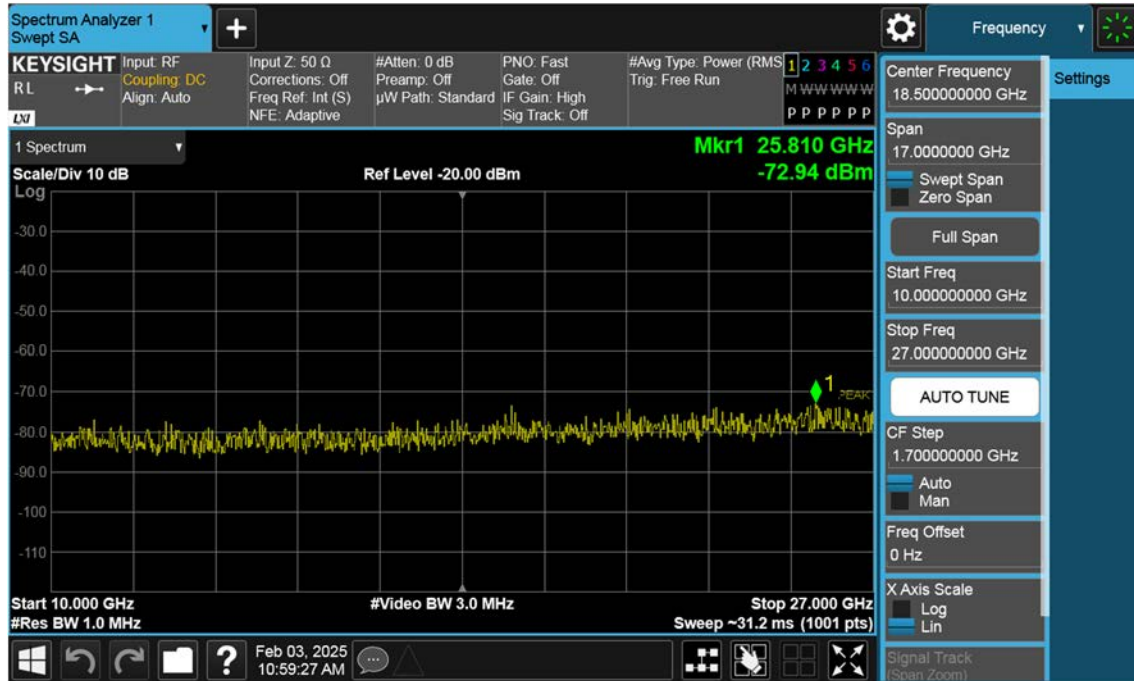 Spectrum Analyzer 1
Swept SA
Frequency
KEYSIGHT
RL
LXI
Input: RF
Coupling: DC
Align: Auto
Input Z: 50 Ω
Corrections: Off
Freq Ref: Int (S)
NFE: Adaptive
#Atten: 0 dB
Preamp: Off
µW Path: Standard
PNO: Fast
Gate: Off
IF Gain: High
Sig Track: Off
#Avg Type: Power (RMS
Trig: Free Run
1 2 3 4 5 6
M W W W W W
P P P P P P
1 Spectrum
Scale/Div 10 dB
Log
Ref Level -20.00 dBm
Mkr1 25.810 GHz
-72.94 dBm
-30.0
-40.0
-50.0
-60.0
-70.0
-80.0
-90.0
-100
-110
1
PEAK
Start 10.000 GHz
#Res BW 1.0 MHz
#Video BW 3.0 MHz
Stop 27.000 GHz
Sweep ~31.2 ms (1001 pts)
Feb 03, 2025
10:59:27 AM
Center Frequency
18.500000000 GHz
Span
17.0000000 GHz
Swept Span
Zero Span
Full Span
Start Freq
10.000000000 GHz
Stop Freq
27.000000000 GHz
AUTO TUNE
CF Step
1.700000000 GHz
Auto
Man
Freq Offset
0 Hz
X Axis Scale
Log
Lin
Signal Track
(Span Zoom)
Settings